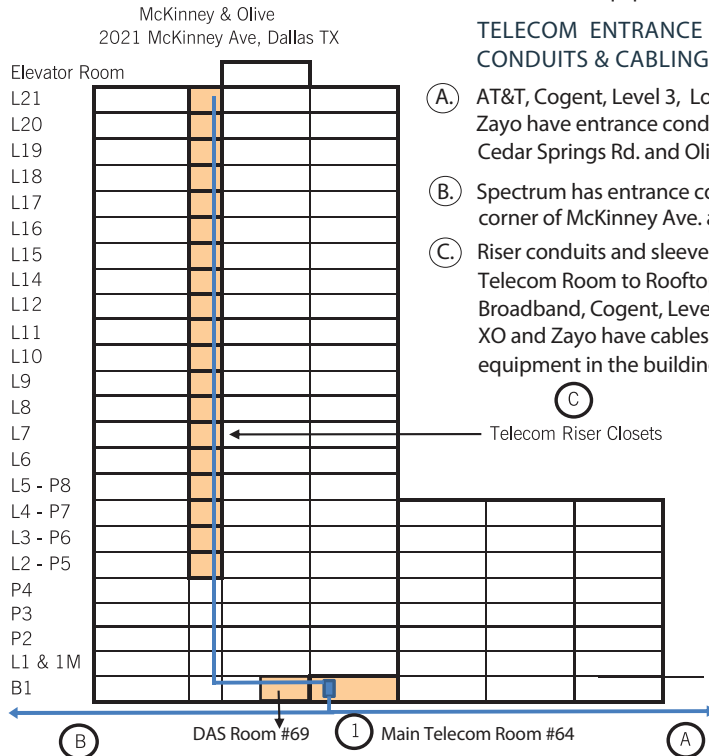 McKinney & Olive
2021 McKinney Ave, Dallas TX
TELECOM ENTRANCE
CONDUITS & CABLING
A. AT&T, Cogent, Level 3,
Zayo have entrance
Cedar Springs Rd. and
B. Spectrum has entrance
corner of McKinney Ave.
C. Riser conduits and
Telecom Room to
Broadband, Cogent,
XO and Zayo have cables
equipment in the
Elevator Room
L21
L20
L19
L18
L17
L16
L15
L14
L12
L11
L10
L9
L8
L7
L6
L5 - P8
L4 - P7
L3 - P6
L2 - P5
P4
P3
P2
L1 & 1M
B1
C
Telecom Riser Closets
B
DAS Room #69
1
Main Telecom Room #64
A